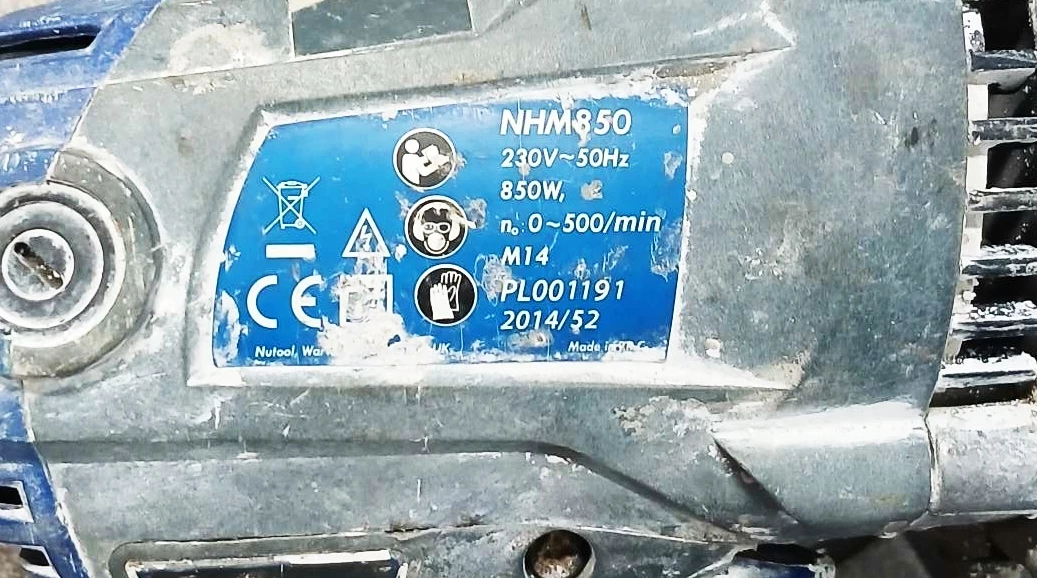 NHM850
230V~50Hz
850W,
n₀ 0~500/min
M14
PL001191
2014/52
CE
Nutool, UK
Made in